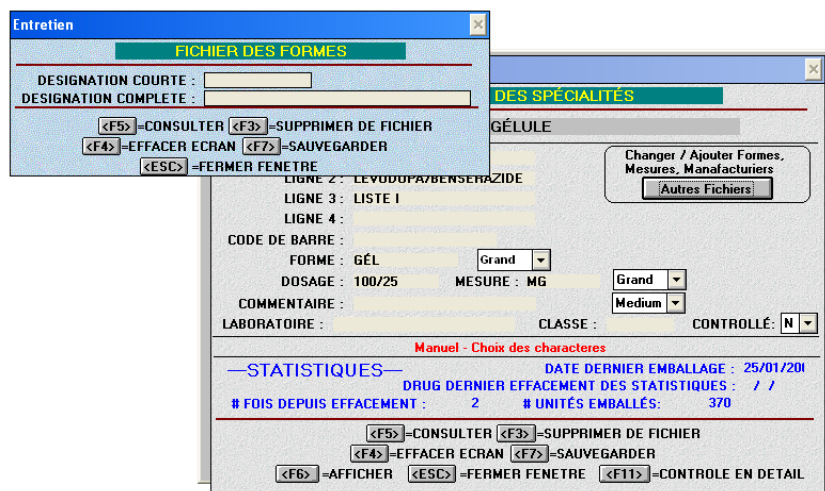 Entretien
FICHIER DES FORMES
DESIGNATION COURTE :
DESIGNATION COMPLETE :
<F5> =CONSULTER <F3> =SUPPRIMER DE FICHIER
<F4> =EFFACER ECRAN <F7> =SAUVEGARDER
<ESC> =FERMER FENETRE
DES SPÉCIALITÉS
GÉLULE
Changer / Ajouter Formes,
Mesures, Manafacturiers
Autres Fichiers
LIGNE 2 : LEVODOPA/BENSERAZIDE
LIGNE 3 : LISTE I
LIGNE 4 :
CODE DE BARRE :
FORME : GÉL Grand
DOSAGE : 100/25 MESURE : MG Grand
COMMENTAIRE : Medium
LABORATOIRE : CLASSE : CONTROLLÉ: N
Manuel - Choix des characteres
—STATISTIQUES— DATE DERNIER EMBALLAGE : 25/01/200
DRUG DERNIER EFFACEMENT DES STATISTIQUES : / /
# FOIS DEPUIS EFFACEMENT : 2 # UNITÉS EMBALLÉS: 370
<F5> =CONSULTER <F3> =SUPPRIMER DE FICHIER
<F4> =EFFACER ECRAN <F7> =SAUVEGARDER
<F6> =AFFICHER <ESC> =FERMER FENETRE <F11> =CONTROLE EN DETAIL